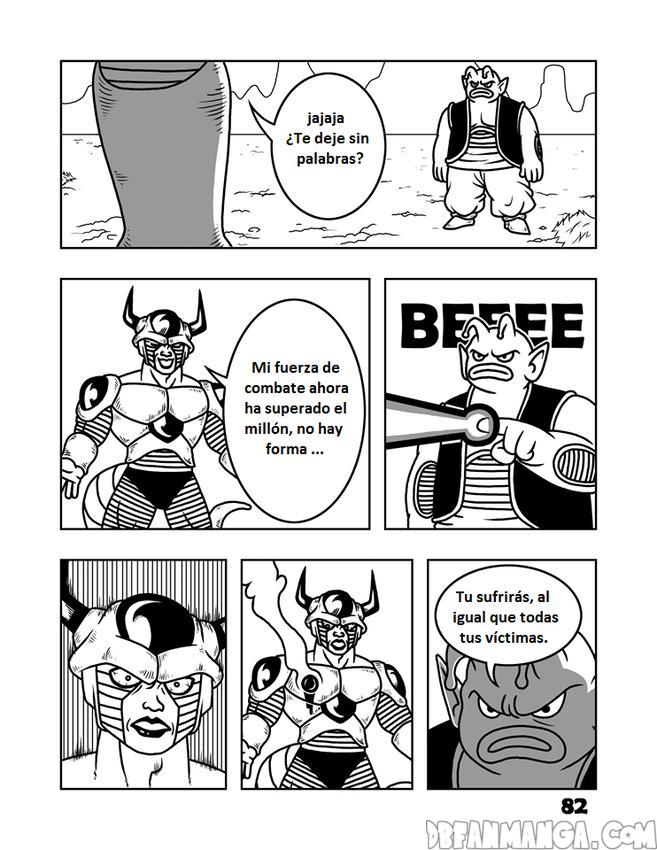 jajaja
¿Te deje sin
palabras?
Mi fuerza de
combate ahora
ha superado el
millón, no hay
forma ...
BEEEE
Tu sufrirás, al
igual que todas
tus víctimas.
82
DBFANMANGA.COM